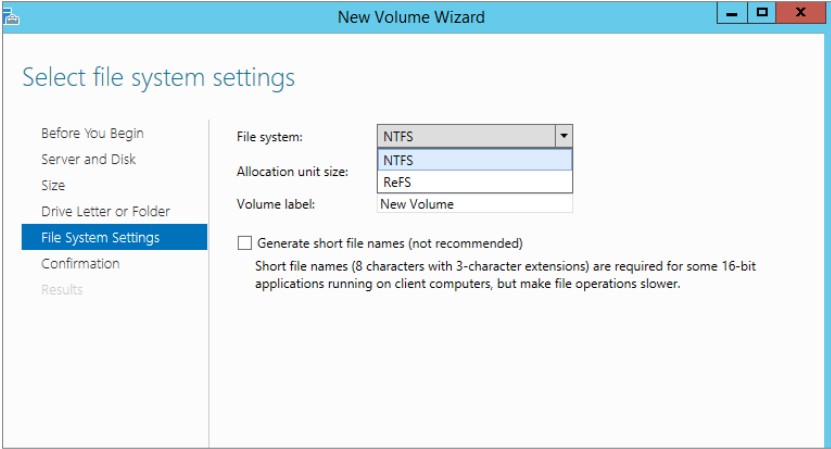 New Volume Wizard
Select file system settings
Before You Begin
Server and Disk
Size
Drive Letter or Folder
File System Settings
Confirmation
Results
File system:
NTFS
NTFS
ReFS
Allocation unit size:
Volume label:
New Volume
Generate short file names (not recommended)
Short file names (8 characters with 3-character extensions) are required for some 16-bit
applications running on client computers, but make file operations slower.